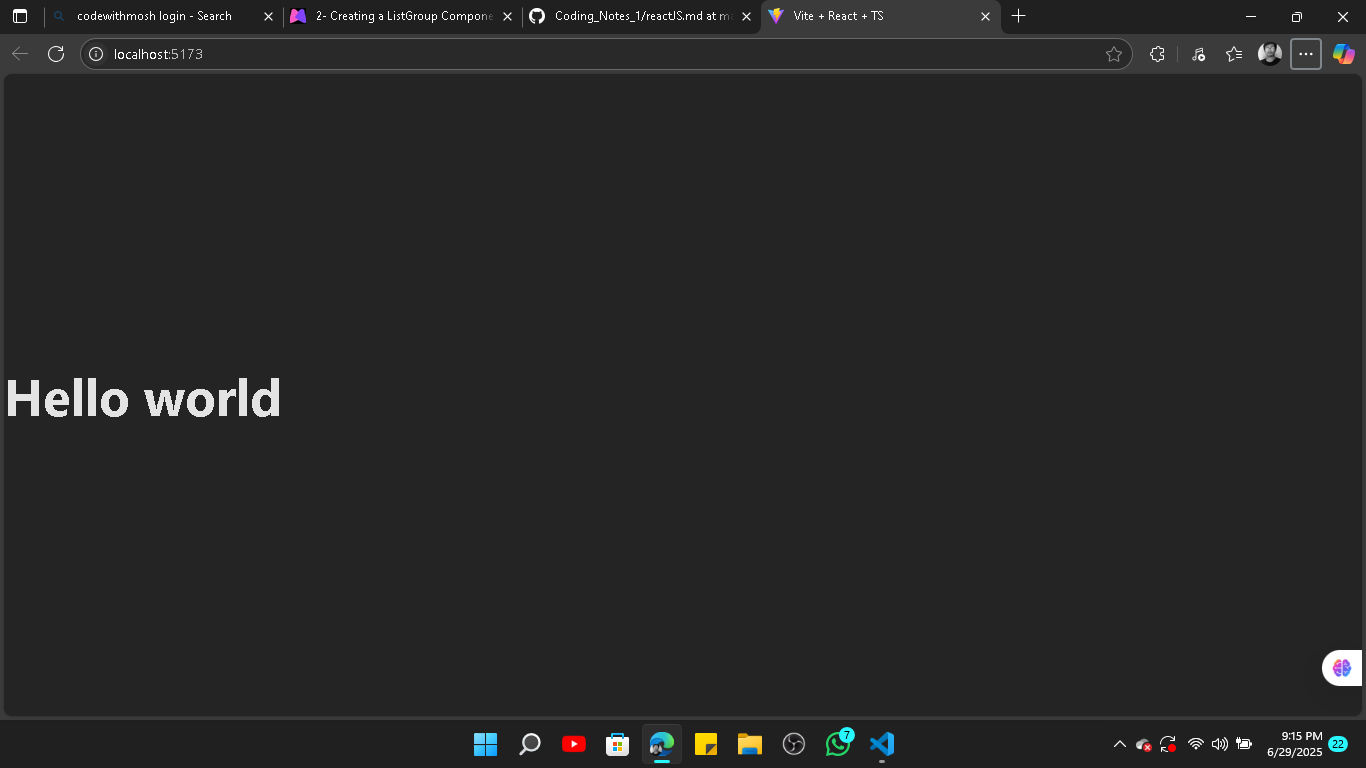 codewithmosh login - Search
2- Creating a ListGroup Compone
Coding_Notes_1/reactJS.md at ma
Vite + React + TS
localhost:5173
Hello world
7
9:15 PM
6/29/2025
22